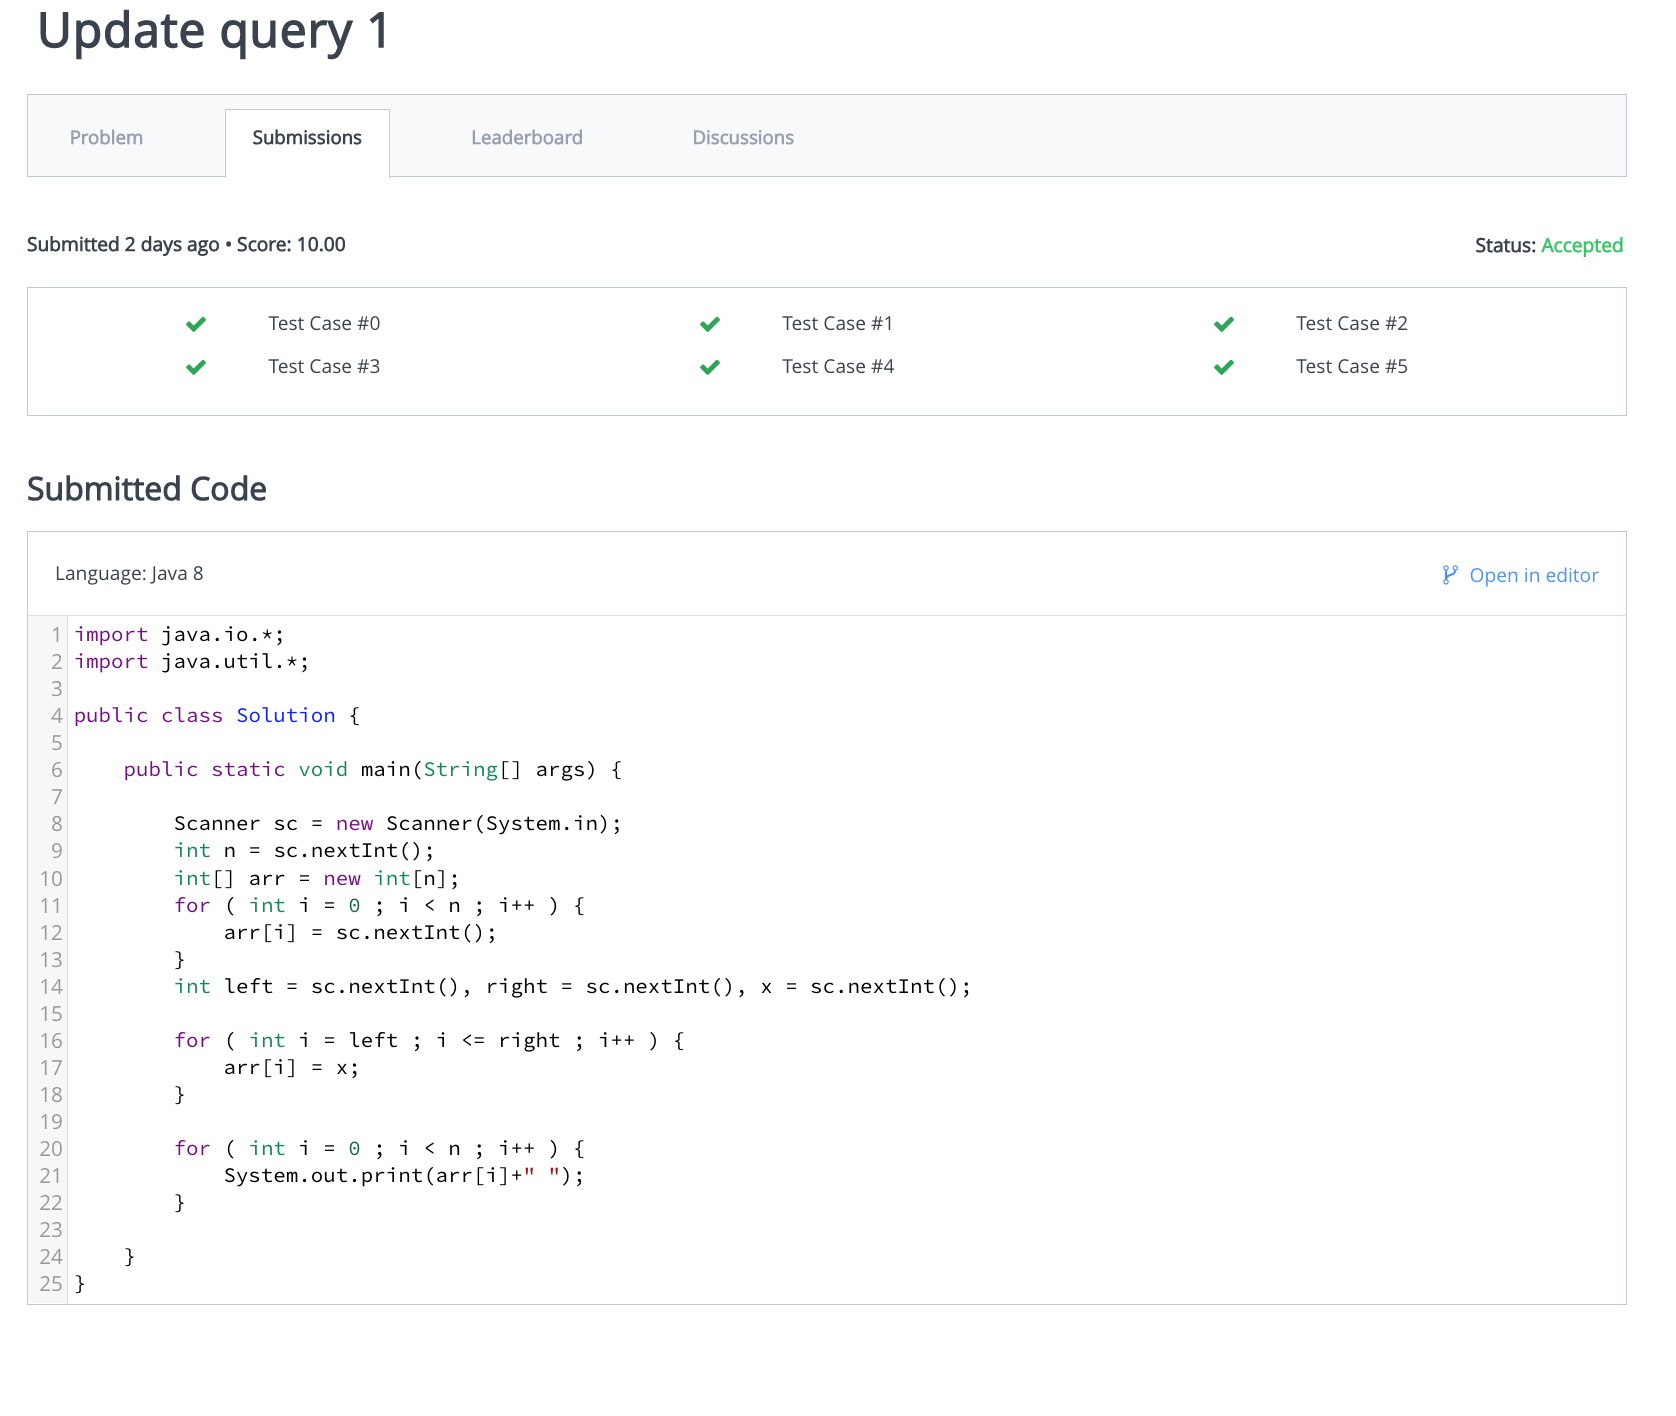 Update query 1
Problem Submissions Leaderboard Discussions
Submitted 2 days ago • Score: 10.00 Status: Accepted
Test Case #0 Test Case #1 Test Case #2
Test Case #3 Test Case #4 Test Case #5
Submitted Code
Language: Java 8 Open in editor
1 import java.io.*;
2 import java.util.*;
3
4 public class Solution {
5
6     public static void main(String[] args) {
7
8         Scanner sc = new Scanner(System.in);
9         int n = sc.nextInt();
10         int[] arr = new int[n];
11         for ( int i = 0 ; i < n ; i++ ) {
12             arr[i] = sc.nextInt();
13         }
14         int left = sc.nextInt(), right = sc.nextInt(), x = sc.nextInt();
15
16         for ( int i = left ; i <= right ; i++ ) {
17             arr[i] = x;
18         }
19
20         for ( int i = 0 ; i < n ; i++ ) {
21             System.out.print(arr[i]+" ");
22         }
23
24     }
25 }